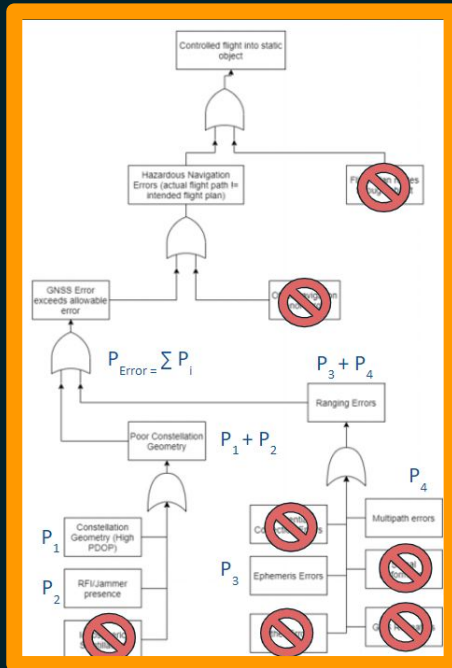 Controlled flight into static
object
Hazardous Navigation
Errors (actual flight path !=
intended flight plan)
GNSS Error
exceeds allowable
error
P Error = ∑ Pi
P3 + P4
Ranging Errors
Poor Constellation
Geometry
P1 + P2
P4
Constellation
Geometry (High
PDOP)
P1
Multipath errors
P3
Ephemeris Errors
P2
RFI/Jammer
presence